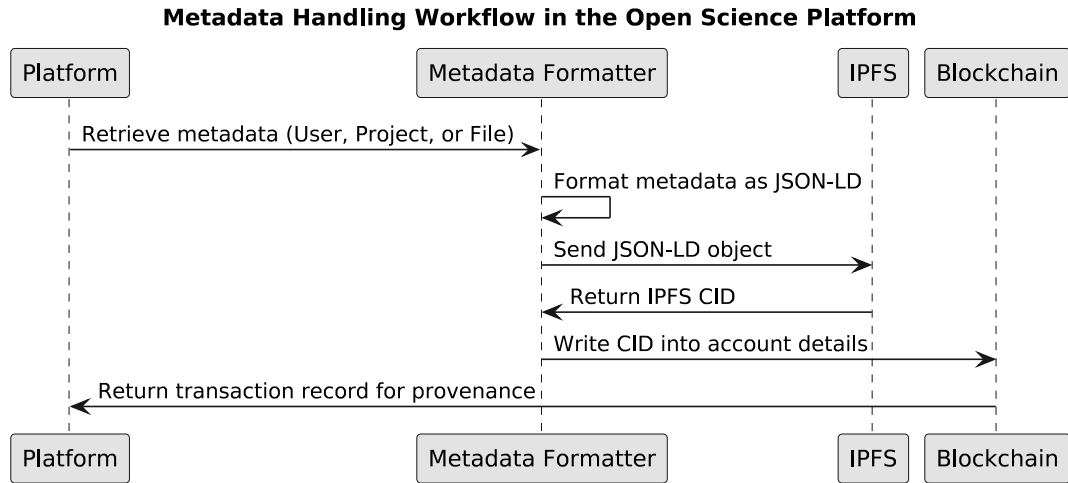 Metadata Handling Workflow in the Open Science Platform
Platform
Metadata Formatter
IPFS
Blockchain
Retrieve metadata (User, Project, or File)
Format metadata as JSON-LD
Send JSON-LD object
Return IPFS CID
Write CID into account details
Return transaction record for provenance
Platform
Metadata Formatter
IPFS
Blockchain